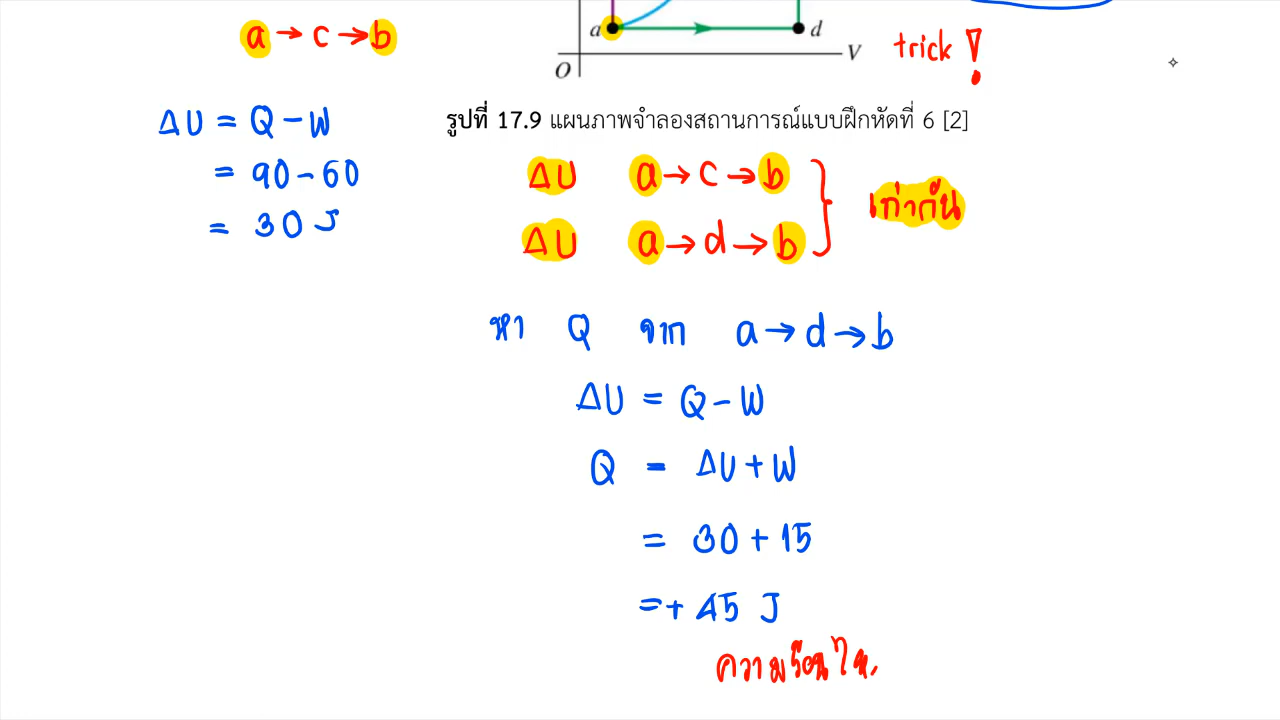 a → c → b
a d
V
O
trick !
ΔU = Q - W
= 90 - 60
= 30 J
รูปที่ 17.9 แผนภาพจำลองสถานการณ์แบบฝึกหัดที่ 6 [2]
ΔU a → c → b
ΔU a → d → b
เท่ากัน
หา Q จาก a → d → b
ΔU = Q - W
Q = ΔU + W
= 30 + 15
= + 45 J
ความร้อนไห